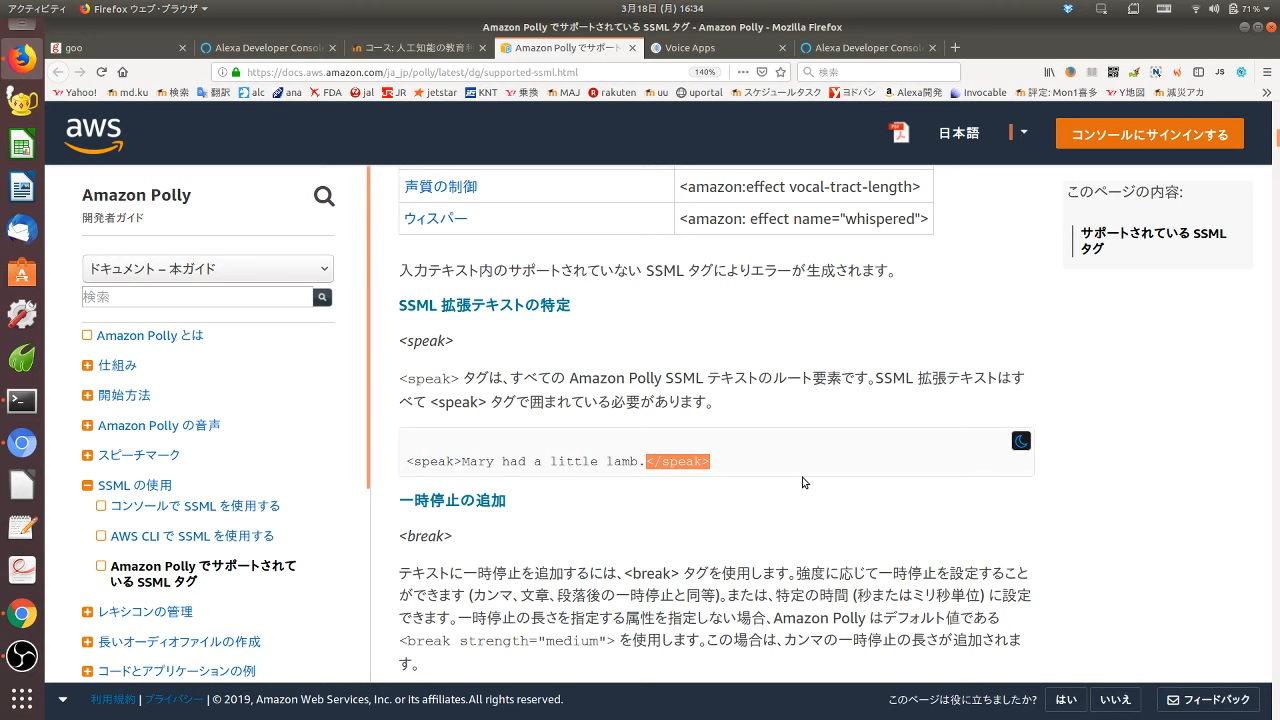 アクティビティ
Firefox ウェブ・ブラウザ
3月18日 (月) 16:34
71%
Amazon Polly でサポートされている SSML タグ - Amazon Polly - Mozilla Firefox
goo
Alexa Developer Conso
コース: 人工知能の教育利
Amazon Polly でサポート
Voice Apps
Alexa Developer Conso
https://docs.aws.amazon.com/ja_jp/polly/latest/dg/supported-ssml.html
140%
検索
Yahoo!
md.ku
検索
翻訳
alc
ana
FDA
jal
JR
jetstar
KNT
乗換
MAJ
rakuten
uu
uportal
スケジュールタスク
ヨドバシ
Alexa開発
Invocable
評定: Mon1喜多
Y地図
減災アカ
aws
日本語
コンソールにサインインする
Amazon Polly
開発者ガイド
ドキュメント – 本ガイド
検索
Amazon Polly とは
仕組み
開始方法
Amazon Polly の音声
スピーチマーク
SSML の使用
コンソールで SSML を使用する
AWS CLI で SSML を使用する
Amazon Polly でサポートされて
いる SSML タグ
レキシコンの管理
長いオーディオファイルの作成
コードとアプリケーションの例
声質の制御
<amazon:effect vocal-tract-length>
ウィスパー
<amazon: effect name="whispered">
入力テキスト内のサポートされていない SSML タグによりエラーが生成されます。
SSML 拡張テキストの特定
<speak>
<speak> タグは、すべての Amazon Polly SSML テキストのルート要素です。SSML 拡張テキストはす
べて <speak> タグで囲まれている必要があります。
<speak>Mary had a little lamb.</speak>
一時停止の追加
<break>
テキストに一時停止を追加するには、<break> タグを使用します。強度に応じて一時停止を設定すること
ができます (カンマ、文章、段落後の一時停止と同等)。または、特定の時間 (秒またはミリ秒単位) に設定
できます。一時停止の長さを指定する属性を指定しない場合、Amazon Polly はデフォルト値である
<break strength="medium"> を使用します。この場合は、カンマの一時停止の長さが追加されま
す。
このページの内容:
サポートされている SSML
タグ
利用規約 | プライバシー | © 2019, Amazon Web Services, Inc. or its affiliates.All rights reserved.
このページは役に立ちましたか?
はい
いいえ
フィードバック